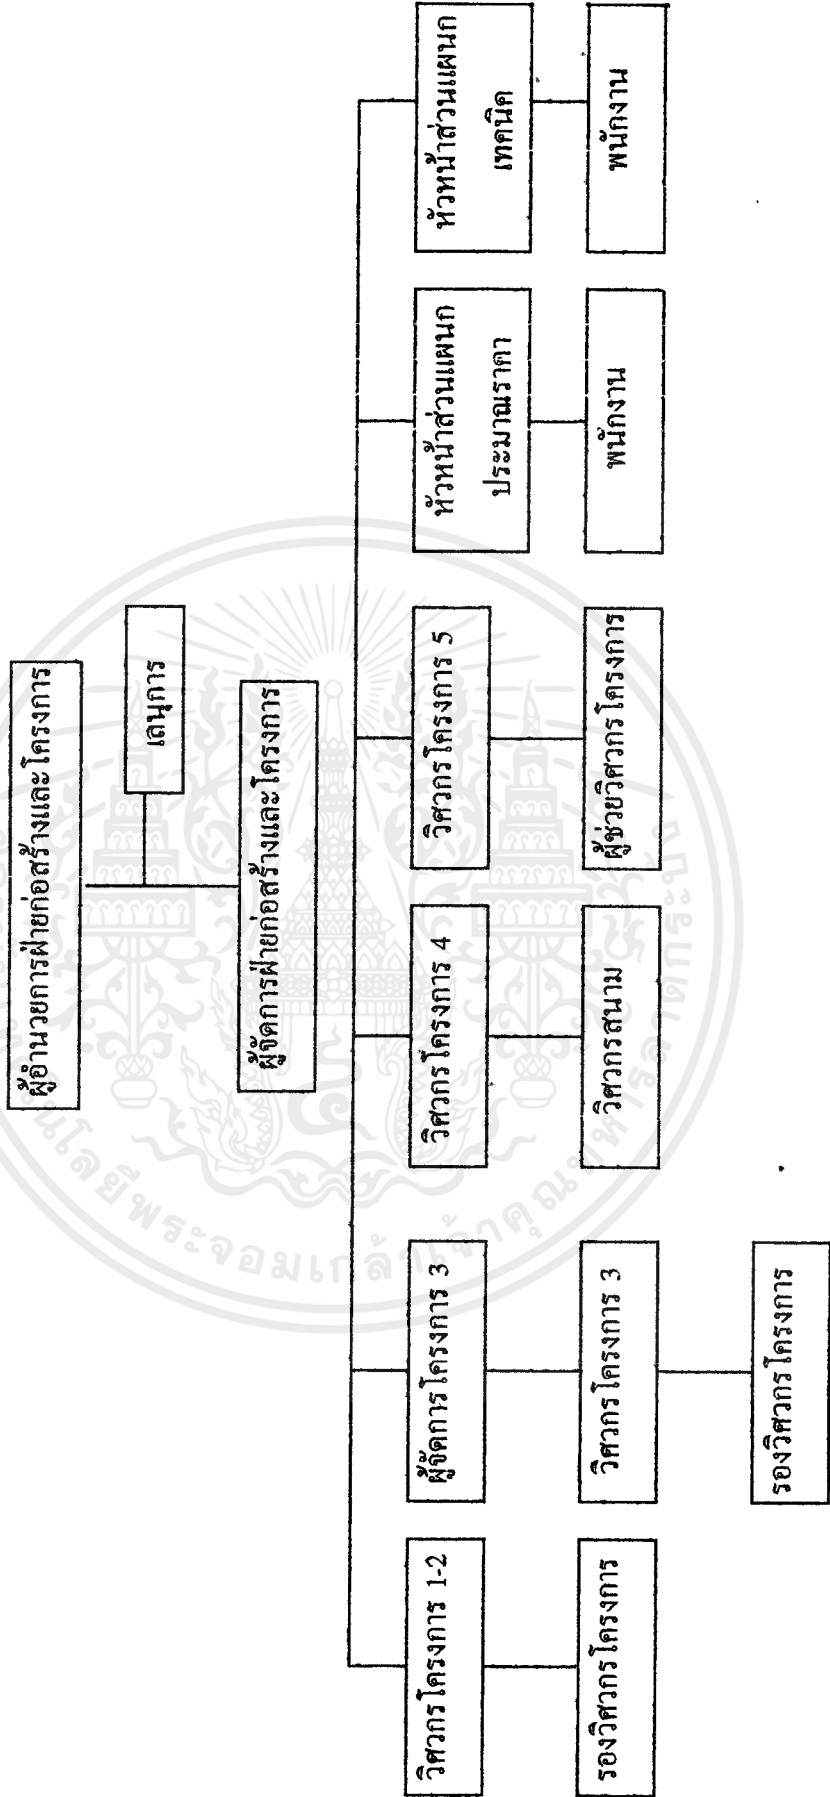 ผู้อำนวยการฝ่ายก่อสร้างและโครงการ
เลนุการ
ผู้จัดการฝ่ายก่อสร้างและโครงการ
วิศวกรโครงการ 1-2
ผู้จัดการโครงการ 3
วิศวกรโครงการ 4
วิศวกรโครงการ 5
หัวหน้าส่วนแผนก
ประมาณราคา
หัวหน้าส่วนแผนก
เทคนิค
รองวิศวกรโครงการ
วิศวกรโครงการ 3
วิศวกรสนาม
ผู้ช่วยวิศวกรโครงการ
พนักงาน
พนักงาน
รองวิศวกรโครงการ